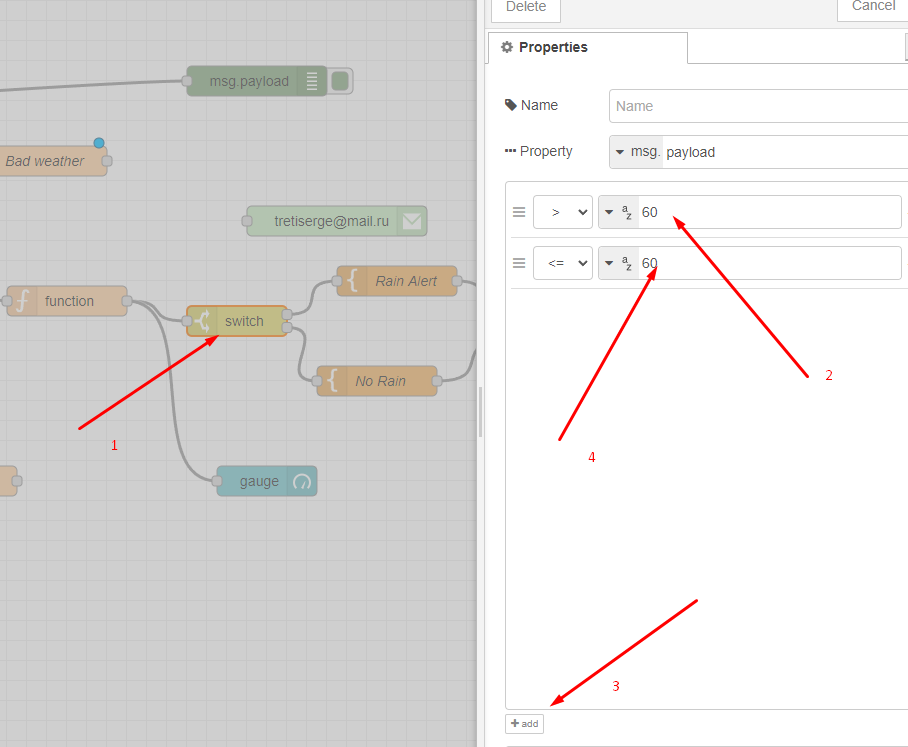 Delete
Cancel
Properties
msg.payload
Name
Name
Property
msg. payload
Bad weather
> a z 60
tretiserge@mail.ru
<= a z 60
Rain Alert
function
switch
No Rain
2
1
4
gauge
3
+ add